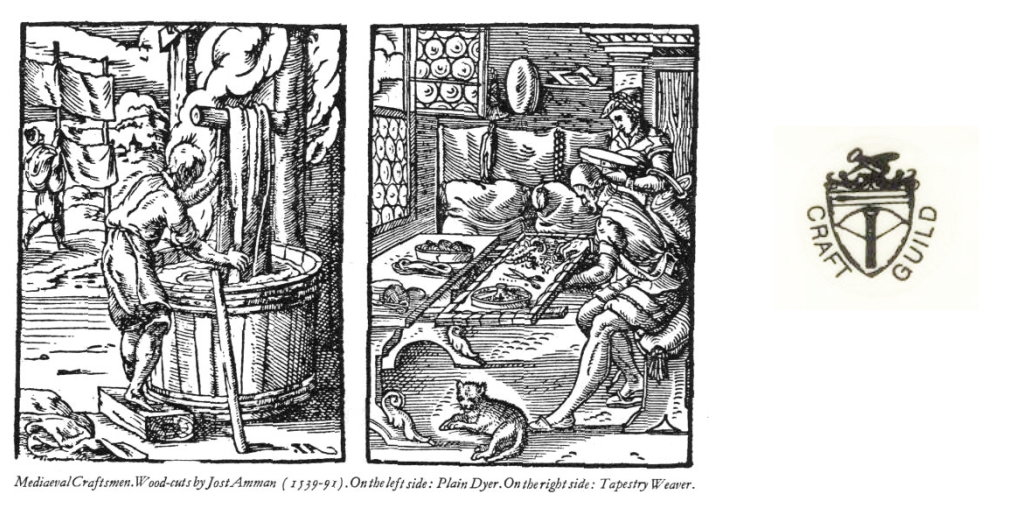 Mediaeval Craftsmen. Wood-cuts by Jost Amman (1539-91). On the left side: Plain Dyer. On the right side: Tapestry Weaver.
CRAFT GUILD